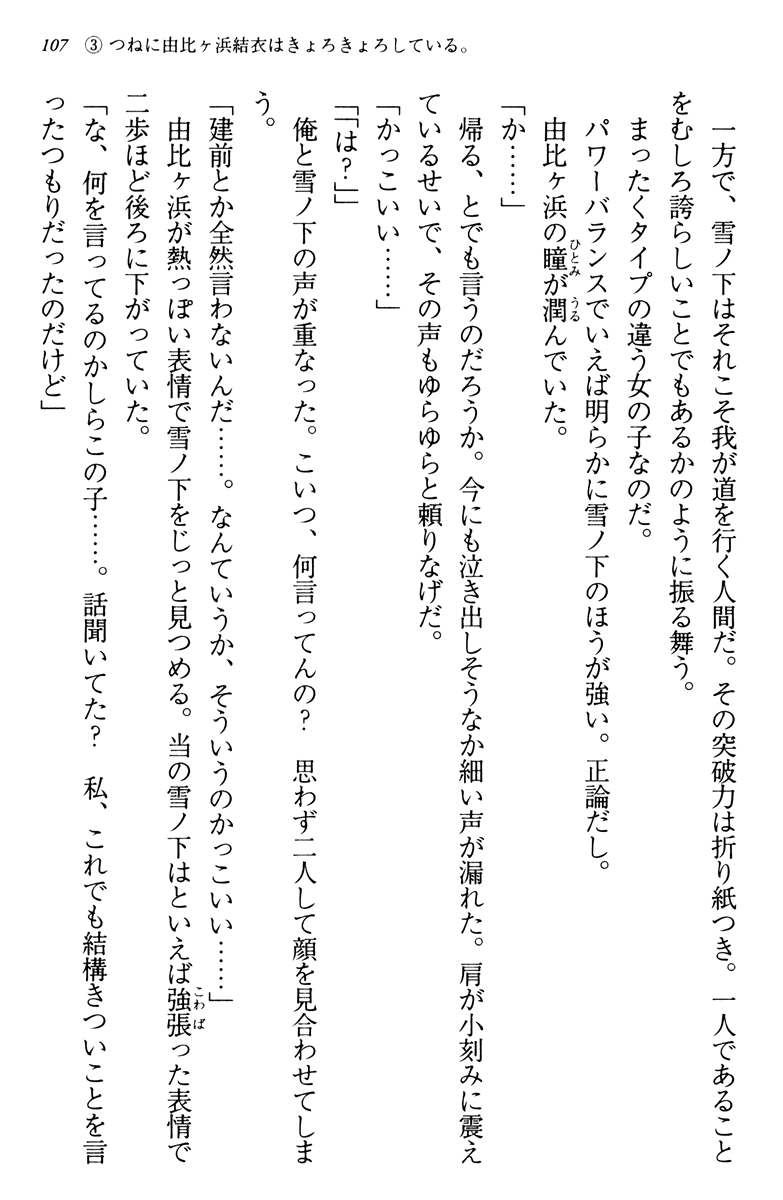 107 ③ つねに由比ヶ浜結衣はきょろきょろしている。
　一方で、雪ノ下はそれこそ我が道を行く人間だ。その突破力は折り紙つき。一人であること
をむしろ誇らしいことでもあるかのように振る舞う。
　まったくタイプの違う女の子なのだ。
　パワーバランスでいえば明らかに雪ノ下のほうが強い。正論だし。
　由比ヶ浜の瞳（ひとみ）が潤（うる）んでいた。
「か……」
　帰る、とでも言うのだろうか。今にも泣き出しそうなか細い声が漏れた。肩が小刻みに震え
ているせいで、その声もゆらゆらと頼りなげだ。
「かっこいい……」
「「は？」」
　俺と雪ノ下の声が重なった。こいつ、何言ってんの？　思わず二人して顔を見合わせてしま
う。
「建前とか全然言わないんだ……。なんていうか、そういうのかっこいい……」
　由比ヶ浜が熱っぽい表情で雪ノ下をじっと見つめる。当の雪ノ下はといえば強張（こわば）った表情で
二歩ほど後ろに下がっていた。
「な、何を言ってるのかしらこの子……。話聞いてた？　私、これでも結構きついことを言
ったつもりだったのだけど」